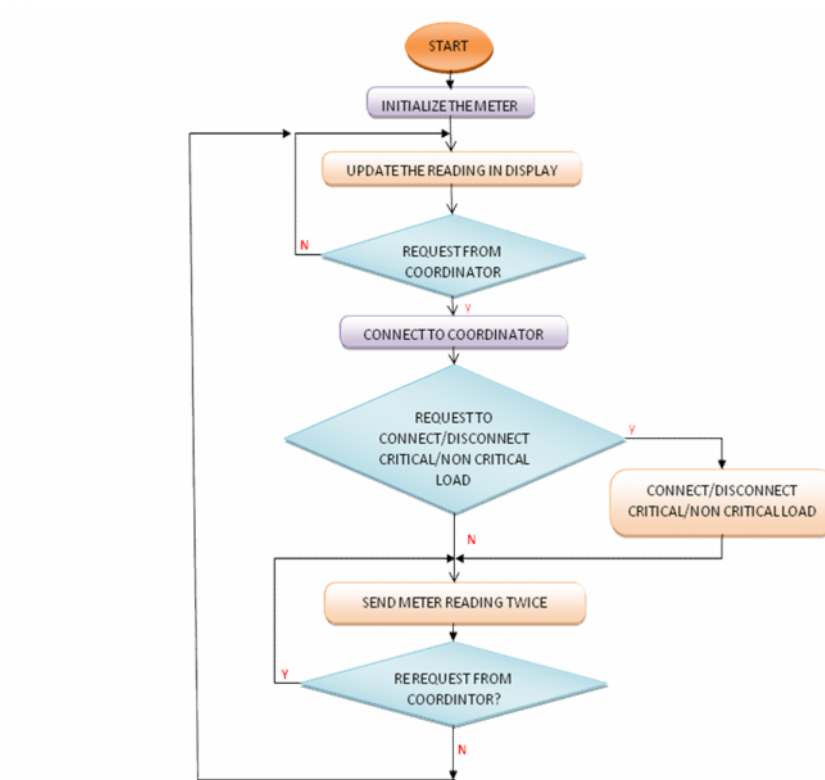 START
INITIALIZE THE METER
UPDATE THE READING IN DISPLAY
N
REQUEST FROM
COORDINATOR
y
CONNECT TO COORDINATOR
REQUEST TO
CONNECT/DISCONNECT
CRITICAL/NON CRITICAL
LOAD
y
CONNECT/DISCONNECT
CRITICAL/NON CRITICAL LOAD
N
SEND METER READING TWICE
Y
RE REQUEST FROM
COORDINTOR?
N